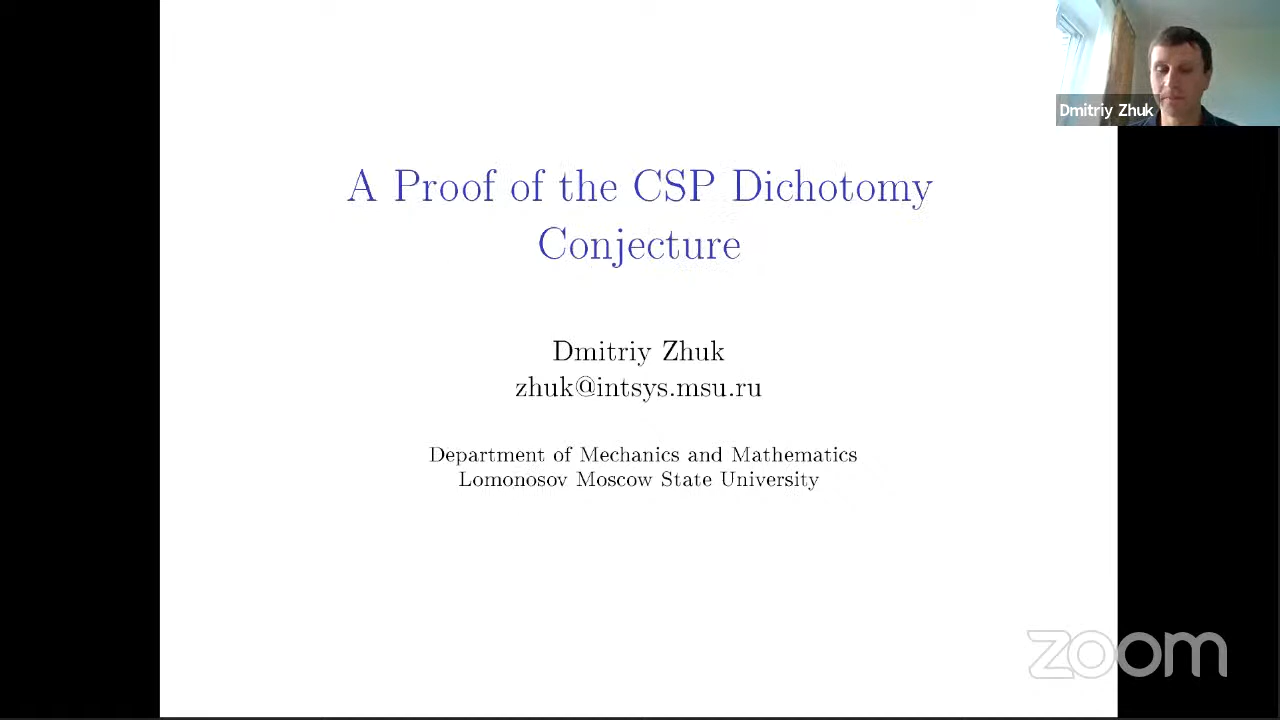 A Proof of the CSP Dichotomy
Conjecture
Dmitriy Zhuk
zhuk@intsys.msu.ru
Department of Mechanics and Mathematics
Lomonosov Moscow State University
Dmitriy Zhuk
zoom